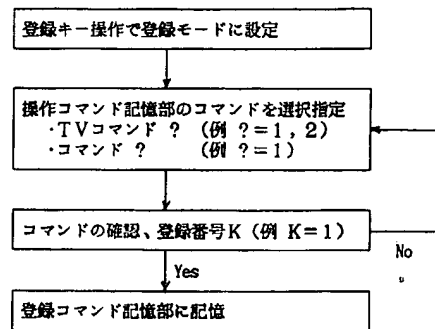 登録キー操作で登録モードに設定
操作コマンド記憶部のコマンドを選択指定
・TVコマンド ? (例 ?=1,2)
・コマンド ? (例 ?=1)
コマンドの確認、登録番号K(例 K=1)
No
Yes
登録コマンド記憶部に記憶